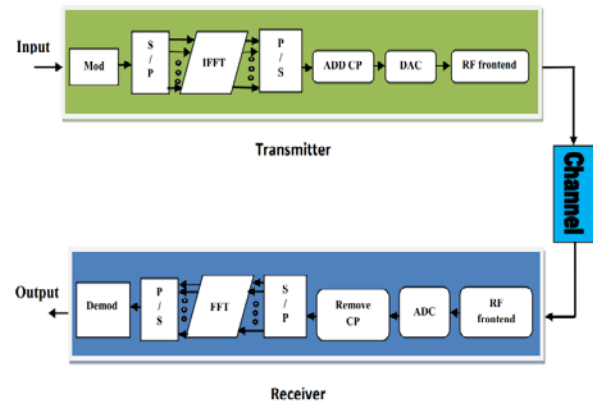 Input
Mod
S
/
P
IFFT
P
/
S
ADD CP
DAC
RF frontend
Transmitter
Channel
Output
Demod
P
/
S
FFT
S
/
P
Remove
CP
ADC
RF
frontend
Receiver